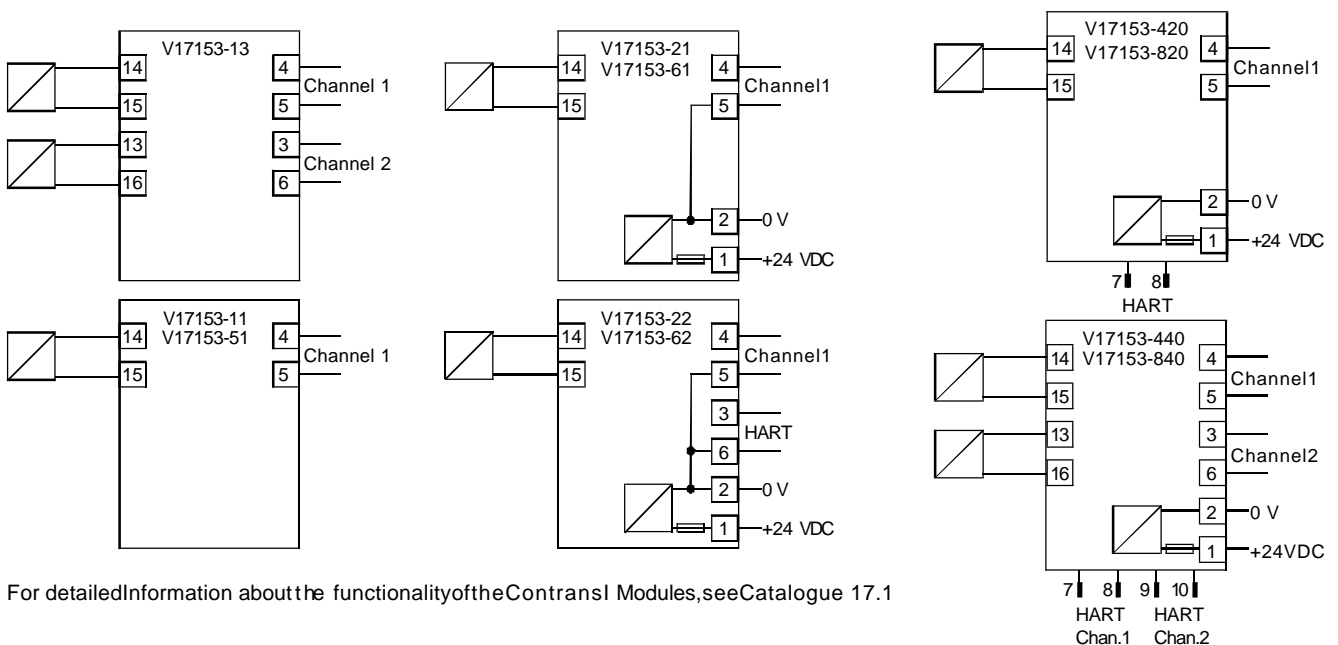 V17153-13
14
4
Channel 1
15
5
13
3
Channel 2
16
6
V17153-21
V17153-61
14
4
Channel1
15
5
2
0 V
1
+24 VDC
V17153-420
V17153-820
14
4
Channel1
15
5
2
0 V
1
+24 VDC
7
8
HART
V17153-11
V17153-51
14
4
Channel 1
15
5
V17153-22
V17153-62
14
4
Channel1
15
5
3
HART
6
2
0 V
1
+24 VDC
V17153-440
V17153-840
14
4
Channel1
15
5
13
3
Channel2
16
6
2
0 V
1
+24VDC
7
8
9
10
HART
Chan.1
HART
Chan.2
For detailedInformation aboutthe functionalityoftheContransI Modules,seeCatalogue 17.1